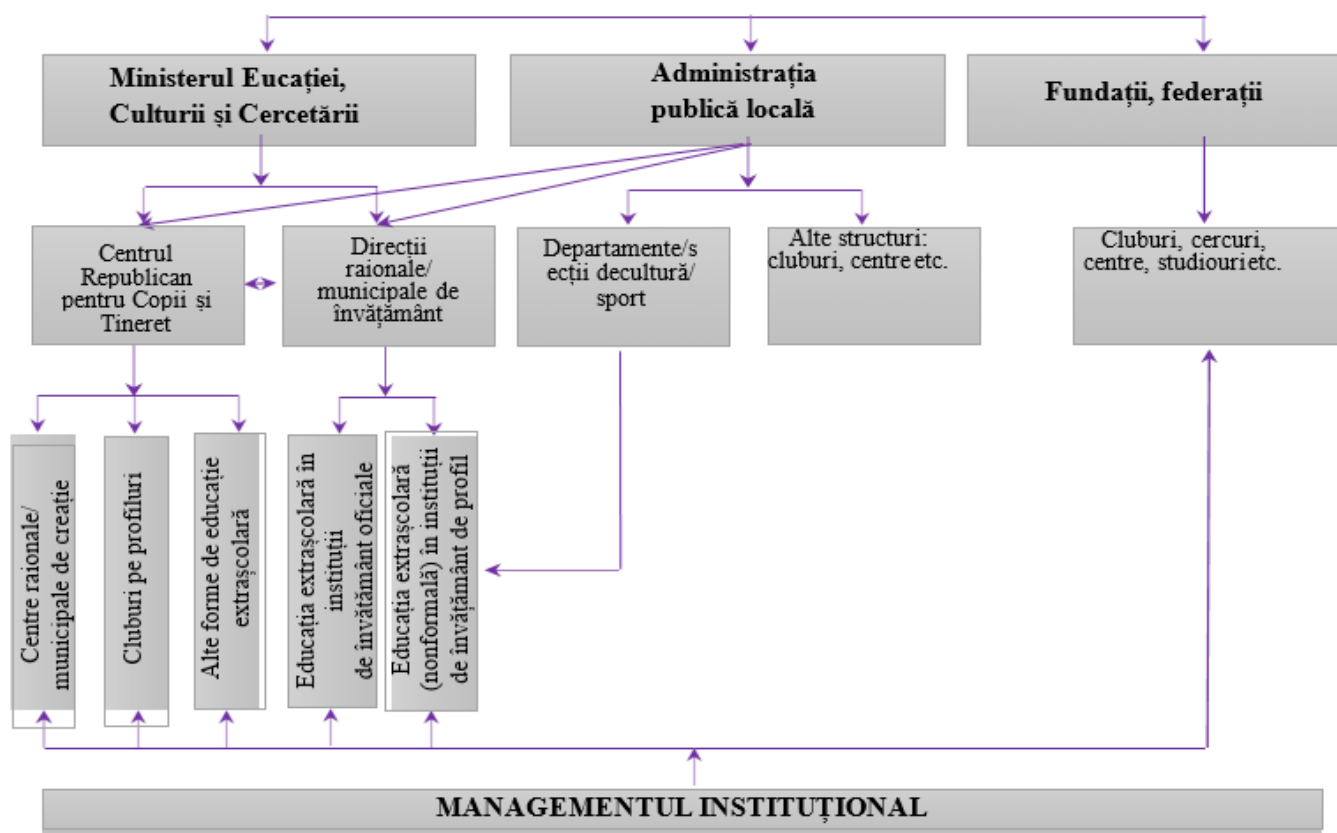 Ministerul Eucației,
Culturii și Cercetării
Administrația
publică locală
Fundații, federații
Centrul
Republican
pentru Copii și
Tineret
Direcții
raionale/
municipale de
învățământ
Departamente/s
ecții decultură/
sport
Alte structuri:
cluburi, centre etc.
Cluburi, cercuri,
centre, studiouri etc.
Centre raionale/
municipale de creație
Cluburi pe profiluri
Alte forme de educație
extrașcolară
Educația extrașcolară în
instituții
de învătământ oficiale
Educația extrașcolară
(nonformală) în instituții
de învățământ de profil
MANAGEMENTUL INSTITUȚIONAL